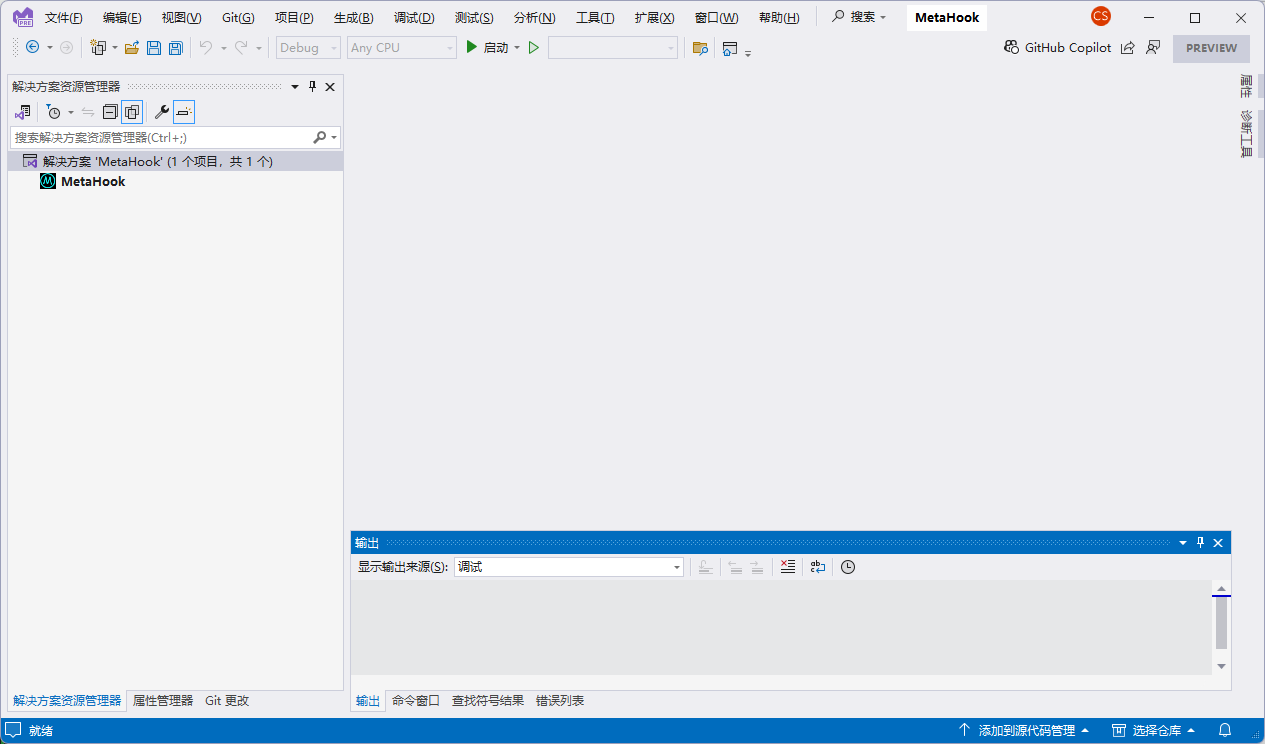 文件(F) 编辑(E) 视图(V) Git(G) 项目(P) 生成(B) 调试(D) 测试(S) 分析(N) 工具(T) 扩展(X) 窗口(W) 帮助(H) 搜索 MetaHook CS
Debug Any CPU 启动 GitHub Copilot PREVIEW
解决方案资源管理器
搜索解决方案资源管理器(Ctrl+;)
解决方案 'MetaHook' (1 个项目，共 1 个)
MetaHook
属性
诊断工具
输出
显示输出来源(S): 调试
解决方案资源管理器 属性管理器 Git 更改
输出 命令窗口 查找符号结果 错误列表
就绪 添加到源代码管理 选择仓库